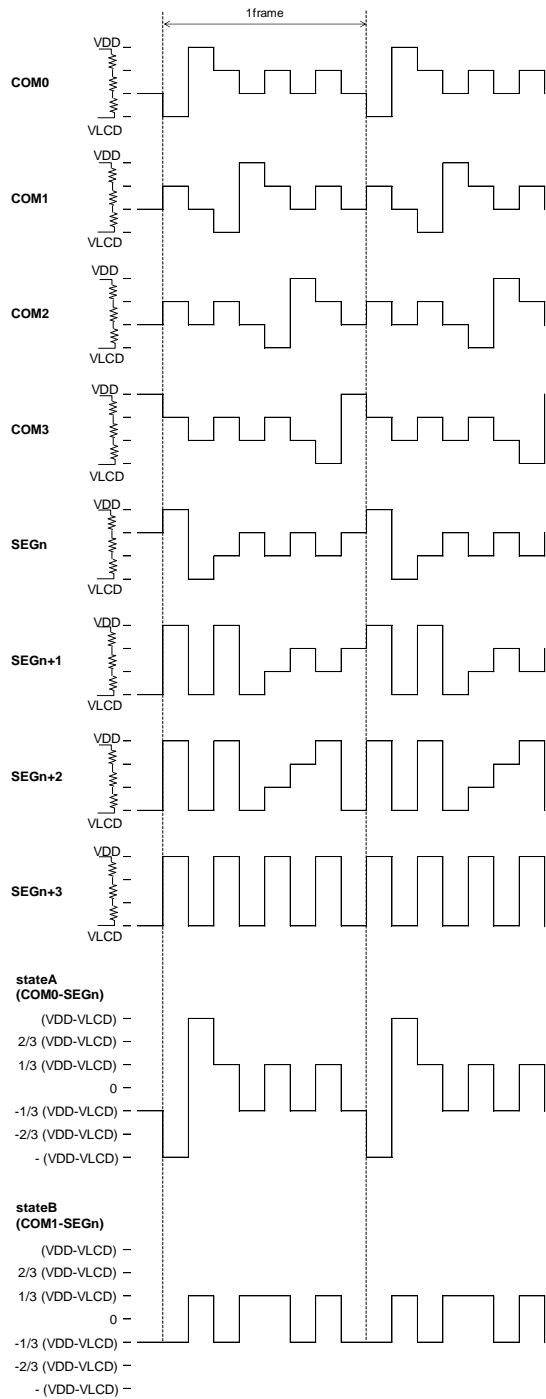 1frame
VDD
COM0
VLCD
VDD
COM1
VLCD
VDD
COM2
VLCD
VDD
COM3
VLCD
VDD
SEGn
VLCD
VDD
SEGn+1
VLCD
VDD
SEGn+2
VLCD
VDD
SEGn+3
VLCD
stateA
(COM0-SEGn)
(VDD-VLCD)
2/3 (VDD-VLCD)
1/3 (VDD-VLCD)
0
-1/3 (VDD-VLCD)
-2/3 (VDD-VLCD)
- (VDD-VLCD)
stateB
(COM1-SEGn)
(VDD-VLCD)
2/3 (VDD-VLCD)
1/3 (VDD-VLCD)
0
-1/3 (VDD-VLCD)
-2/3 (VDD-VLCD)
- (VDD-VLCD)